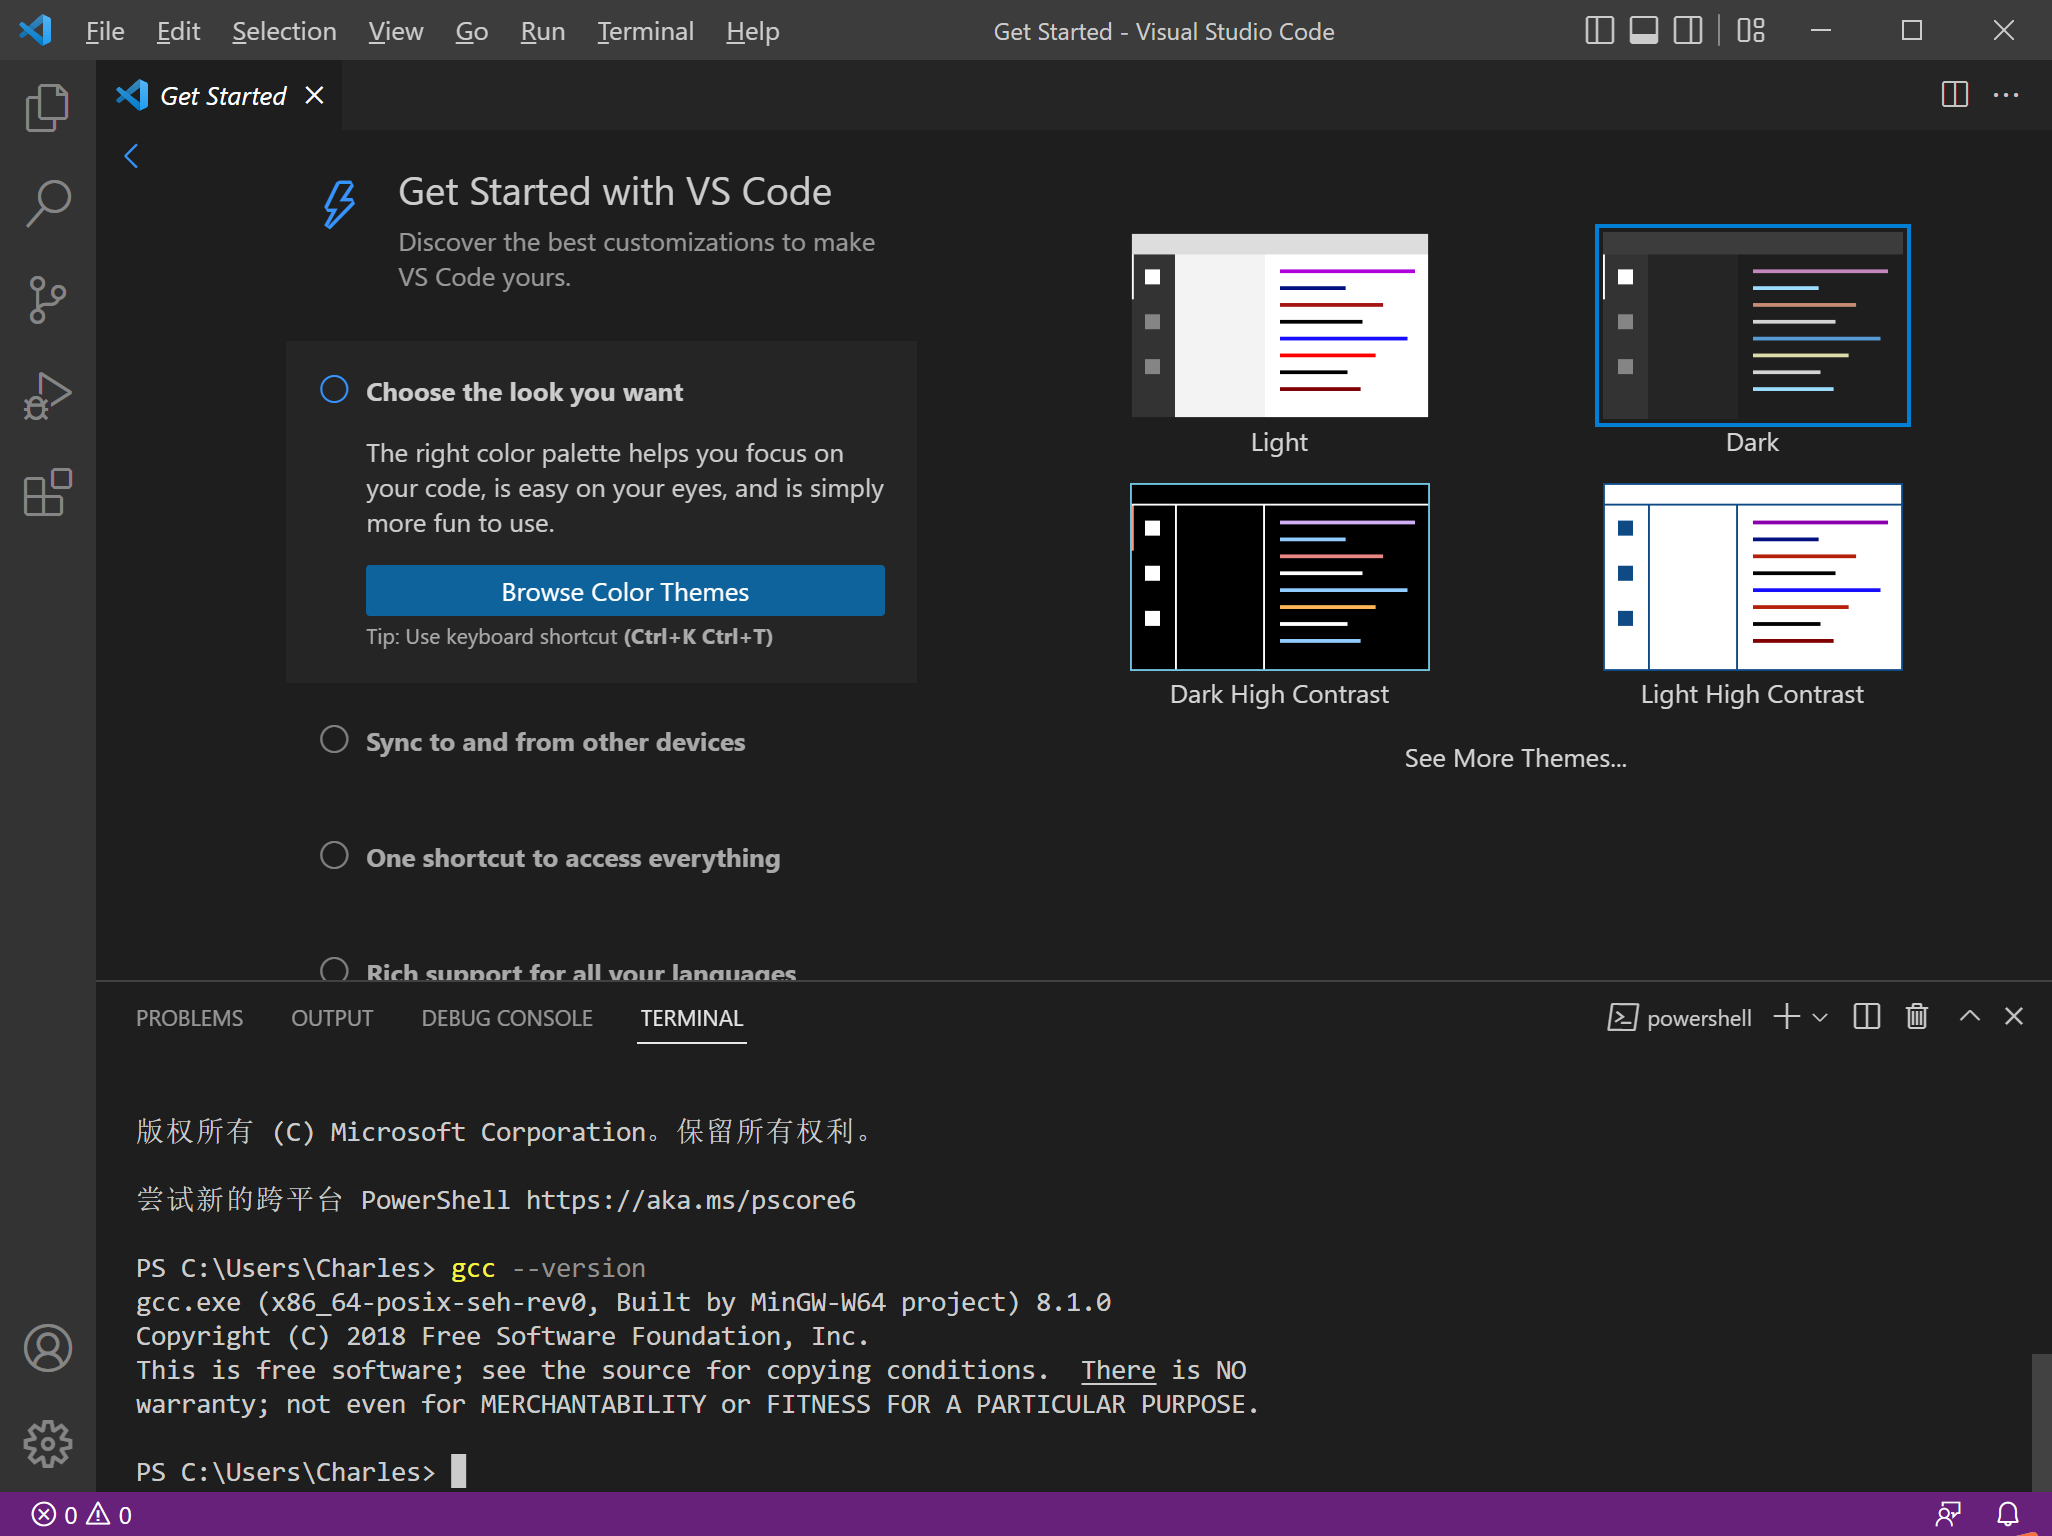 File Edit Selection View Go Run Terminal Help Get Started - Visual Studio Code
Get Started
Get Started with VS Code
Discover the best customizations to make
VS Code yours.
Choose the look you want
The right color palette helps you focus on
your code, is easy on your eyes, and is simply
more fun to use.
Browse Color Themes
Tip: Use keyboard shortcut (Ctrl+K Ctrl+T)
Sync to and from other devices
One shortcut to access everything
Rich support for all your languages
Light
Dark
Dark High Contrast
Light High Contrast
See More Themes...
PROBLEMS OUTPUT DEBUG CONSOLE TERMINAL powershell
版权所有 (C) Microsoft Corporation。保留所有权利。
尝试新的跨平台 PowerShell https://aka.ms/pscore6
PS C:\Users\Charles> gcc --version
gcc.exe (x86_64-posix-seh-rev0, Built by MinGW-W64 project) 8.1.0
Copyright (C) 2018 Free Software Foundation, Inc.
This is free software; see the source for copying conditions.  There is NO
warranty; not even for MERCHANTABILITY or FITNESS FOR A PARTICULAR PURPOSE.
PS C:\Users\Charles>
0 0